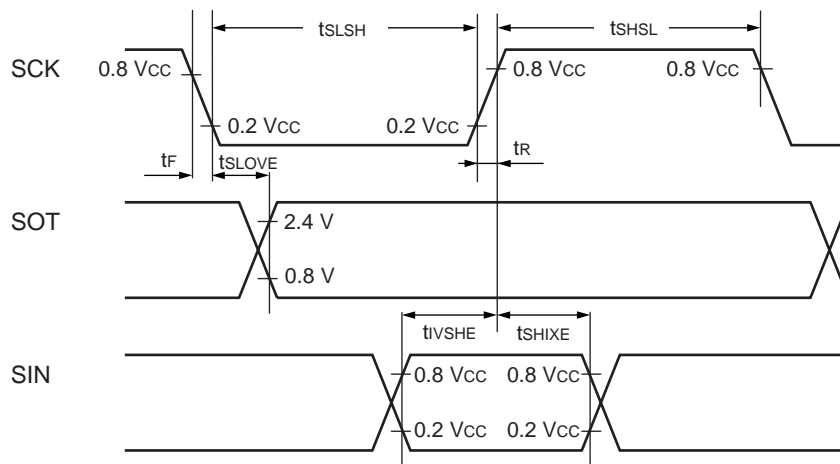 tSLSH tSHSL
SCK 0.8 VCC 0.8 VCC 0.8 VCC
0.2 VCC 0.2 VCC
tF tSLOVE tR
SOT 2.4 V
0.8 V
tIVSHE tSHIXE
SIN 0.8 VCC 0.8 VCC
0.2 VCC 0.2 VCC